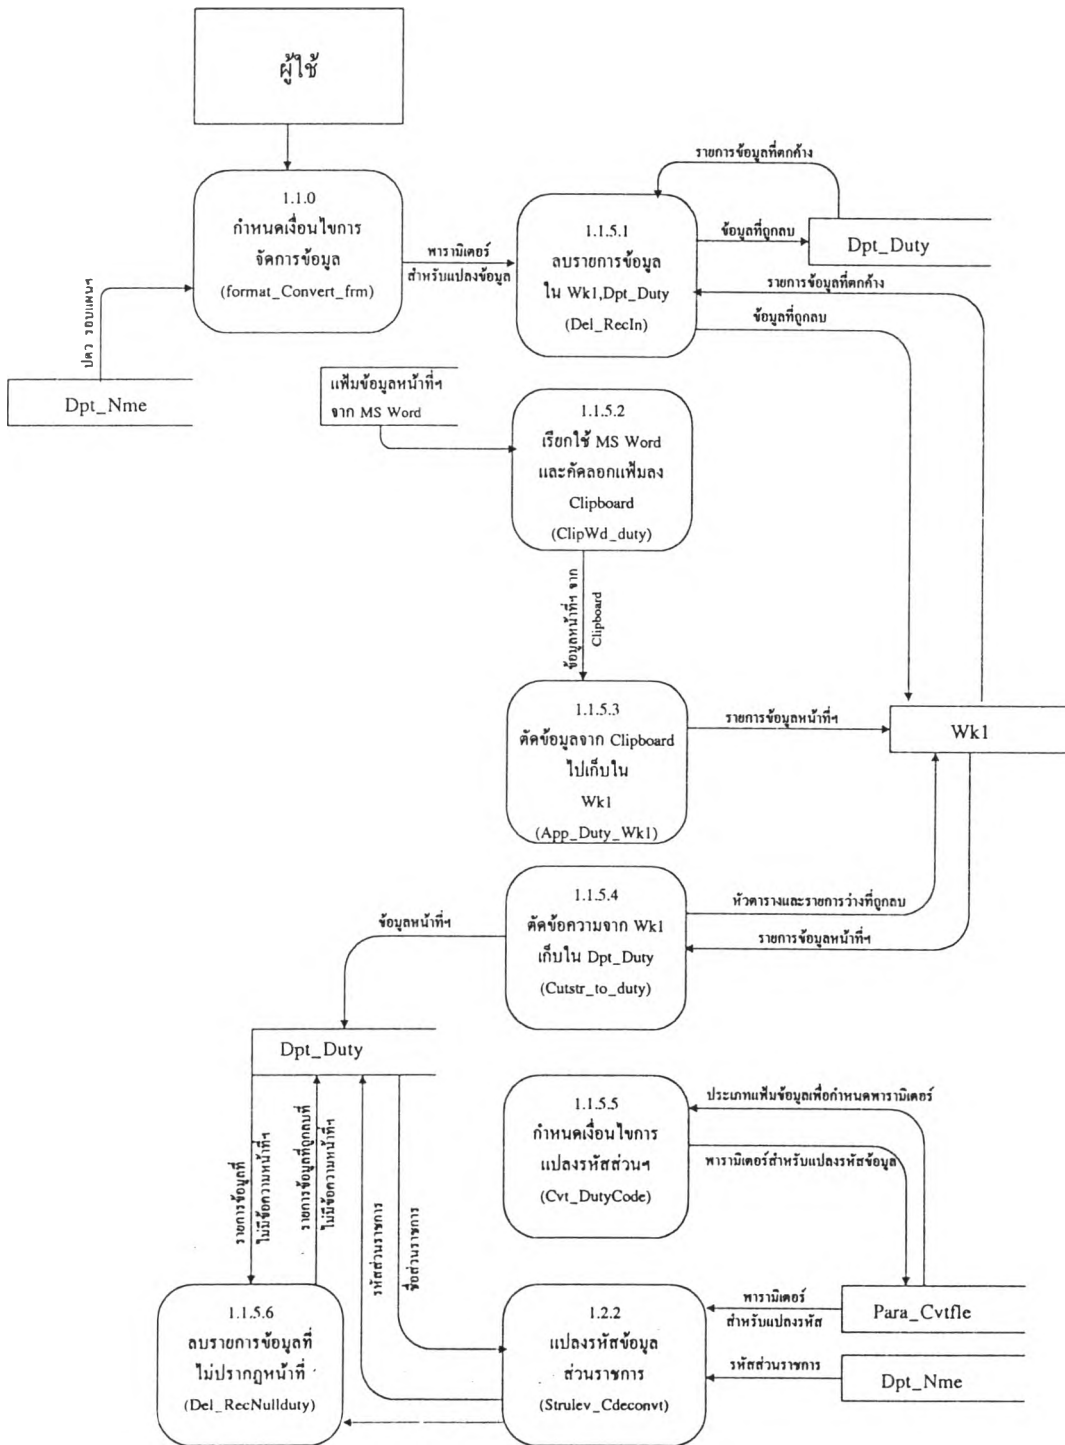 ผู้ใช้
1.1.0
กำหนดเงื่อนไขการ
จัดการข้อมูล
(format_Convert_frm)
พารามิเตอร์
สำหรับแปลงข้อมูล
ปดว รอบแผนฯ
Dpt_Nme
รายการข้อมูลที่ตกค้าง
1.1.5.1
ลบรายการข้อมูล
ใน Wk1,Dpt_Duty
(Del_RecIn)
ข้อมูลที่ถูกลบ
Dpt_Duty
รายการข้อมูลที่ตกค้าง
ข้อมูลที่ถูกลบ
แฟ้มข้อมูลหน้าที่ฯ
จาก MS Word
1.1.5.2
เรียกใช้ MS Word
และคัดลอกแฟ้มลง
Clipboard
(ClipWd_duty)
ข้อมูลหน้าที่ฯ จาก
Clipboard
1.1.5.3
ตัดข้อมูลจาก Clipboard
ไปเก็บใน
Wk1
(App_Duty_Wk1)
รายการข้อมูลหน้าที่ฯ
Wk1
1.1.5.4
ตัดข้อความจาก Wk1
เก็บใน Dpt_Duty
(Cutstr_to_duty)
หัวตารางและรายการว่างที่ถูกลบ
รายการข้อมูลหน้าที่ฯ
ข้อมูลหน้าที่ฯ
Dpt_Duty
รายการข้อมูลที่
ไม่มีข้อความหน้าที่ฯ
รายการข้อมูลที่ถูกลบที่
ไม่มีข้อความหน้าที่ฯ
รหัสส่วนราชการ
ชื่อส่วนราชการ
1.1.5.5
กำหนดเงื่อนไขการ
แปลงรหัสส่วนฯ
(Cvt_DutyCode)
ประเภทแฟ้มข้อมูลเพื่อกำหนดพารามิเตอร์
พารามิเตอร์สำหรับแปลงรหัสข้อมูล
1.1.5.6
ลบรายการข้อมูลที่
ไม่ปรากฏหน้าที่
(Del_RecNullduty)
1.2.2
แปลงรหัสข้อมูล
ส่วนราชการ
(Strulev_Cdeconvt)
พารามิเตอร์
สำหรับแปลงรหัส
Para_Cvtfle
รหัสส่วนราชการ
Dpt_Nme